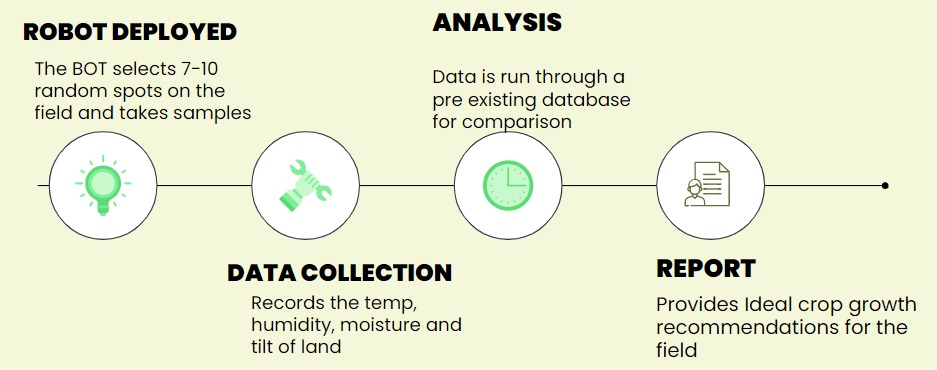 ROBOT DEPLOYED
The BOT selects 7-10
random spots on the
field and takes samples
DATA COLLECTION
Records the temp,
humidity, moisture and
tilt of land
ANALYSIS
Data is run through a
pre existing database
for comparison
REPORT
Provides Ideal crop growth
recommendations for the
field